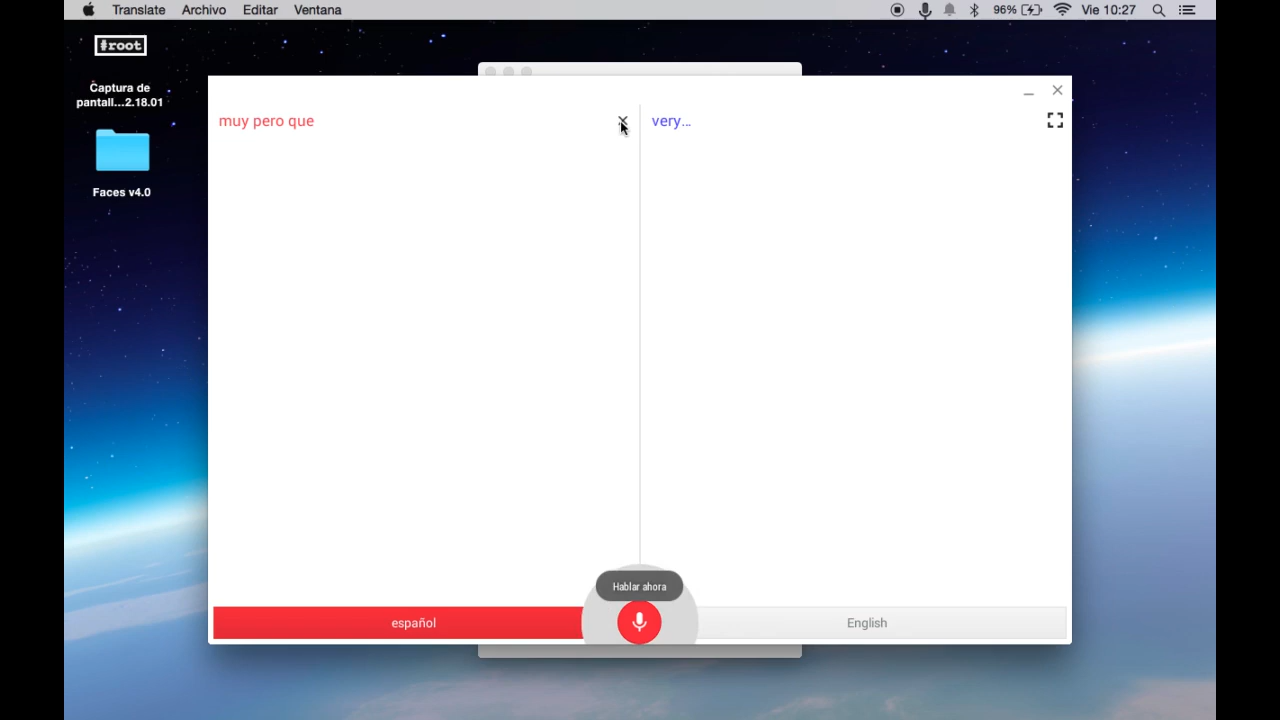 Translate Archivo Editar Ventana 96% Vie 10:27
#root
Captura de
pantall...2.18.01
Faces v4.0
muy pero que
very...
Hablar ahora
español
English